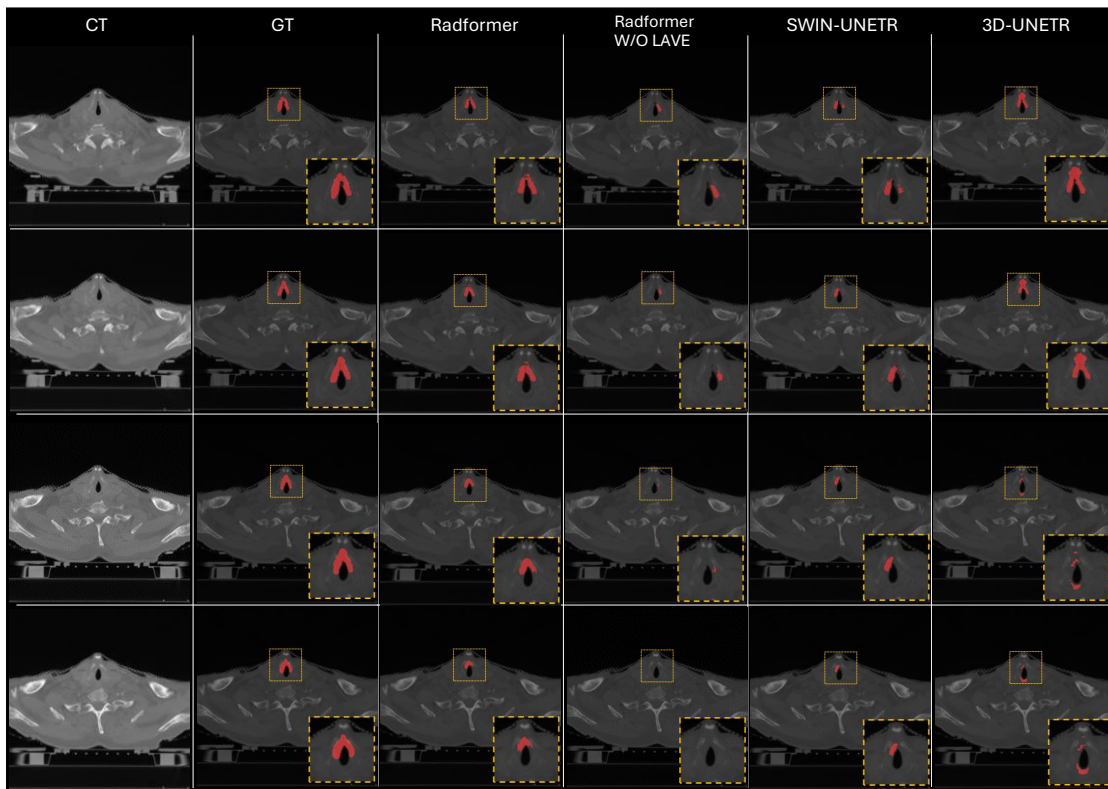 CT
GT
Radformer
Radformer
W/O LAVE
SWIN-UNETR
3D-UNETR